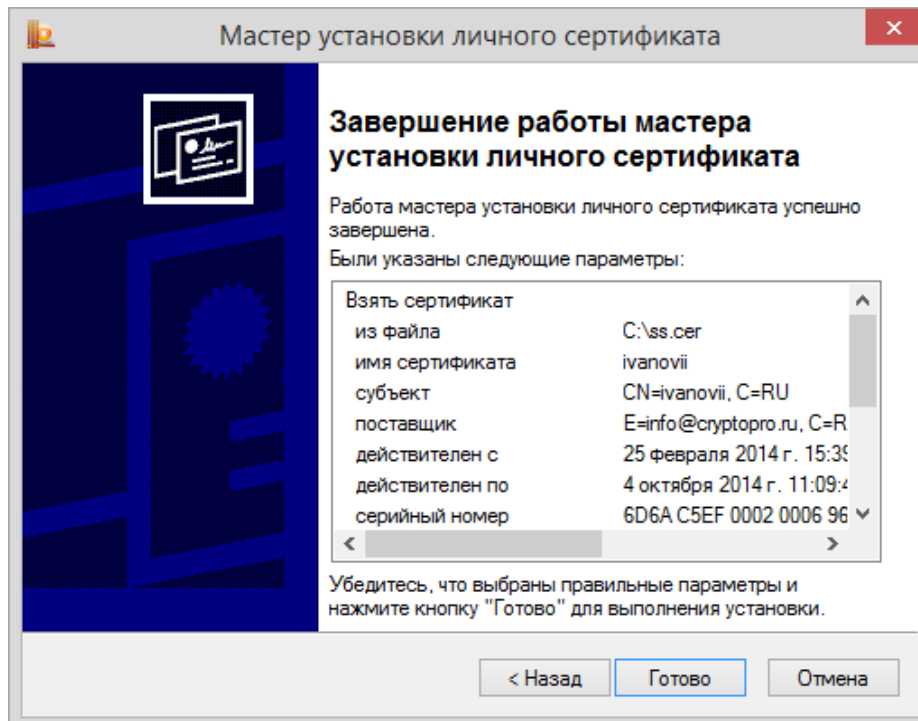 Мастер установки личного сертификата
Завершение работы мастера
установки личного сертификата
Работа мастера установки личного сертификата успешно
завершена.
Были указаны следующие параметры:
Взять сертификат
из файла C:\ss.cer
имя сертификата ivanovii
субъект CN=ivanovii, C=RU
поставщик E=info@cryptopro.ru, C=R
действителен с 25 февраля 2014 г. 15:39
действителен по 4 октября 2014 г. 11:09:4
серийный номер 6D6A C5EF 0002 0006 96
Убедитесь, что выбраны правильные параметры и
нажмите кнопку "Готово" для выполнения установки.
< Назад Готово Отмена